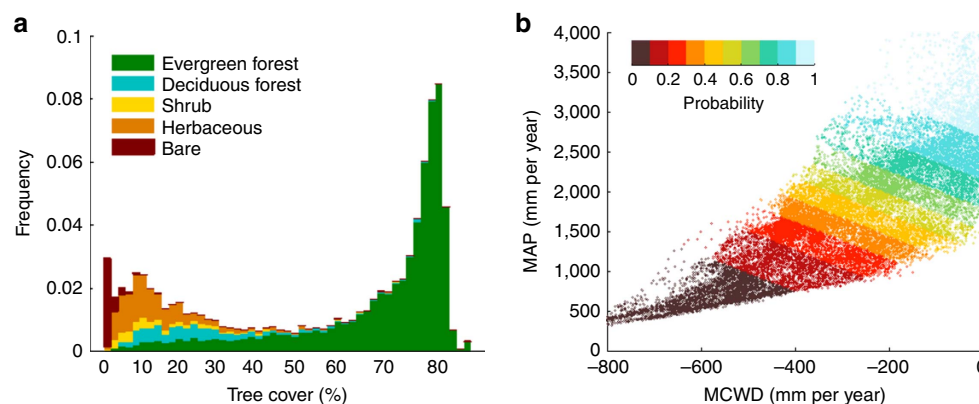 a
0.1
0.08
0.06
0.04
0.02
0
Frequency
Evergreen forest
Deciduous forest
Shrub
Herbaceous
Bare
0 10 20 30 40 50 60 70 80
Tree cover (%)
b
4,000
3,500
3,000
2,500
2,000
1,500
1,000
500
0
MAP (mm per year)
0 0.2 0.4 0.6 0.8 1
Probability
–800 –600 –400 –200 0
MCWD (mm per year)